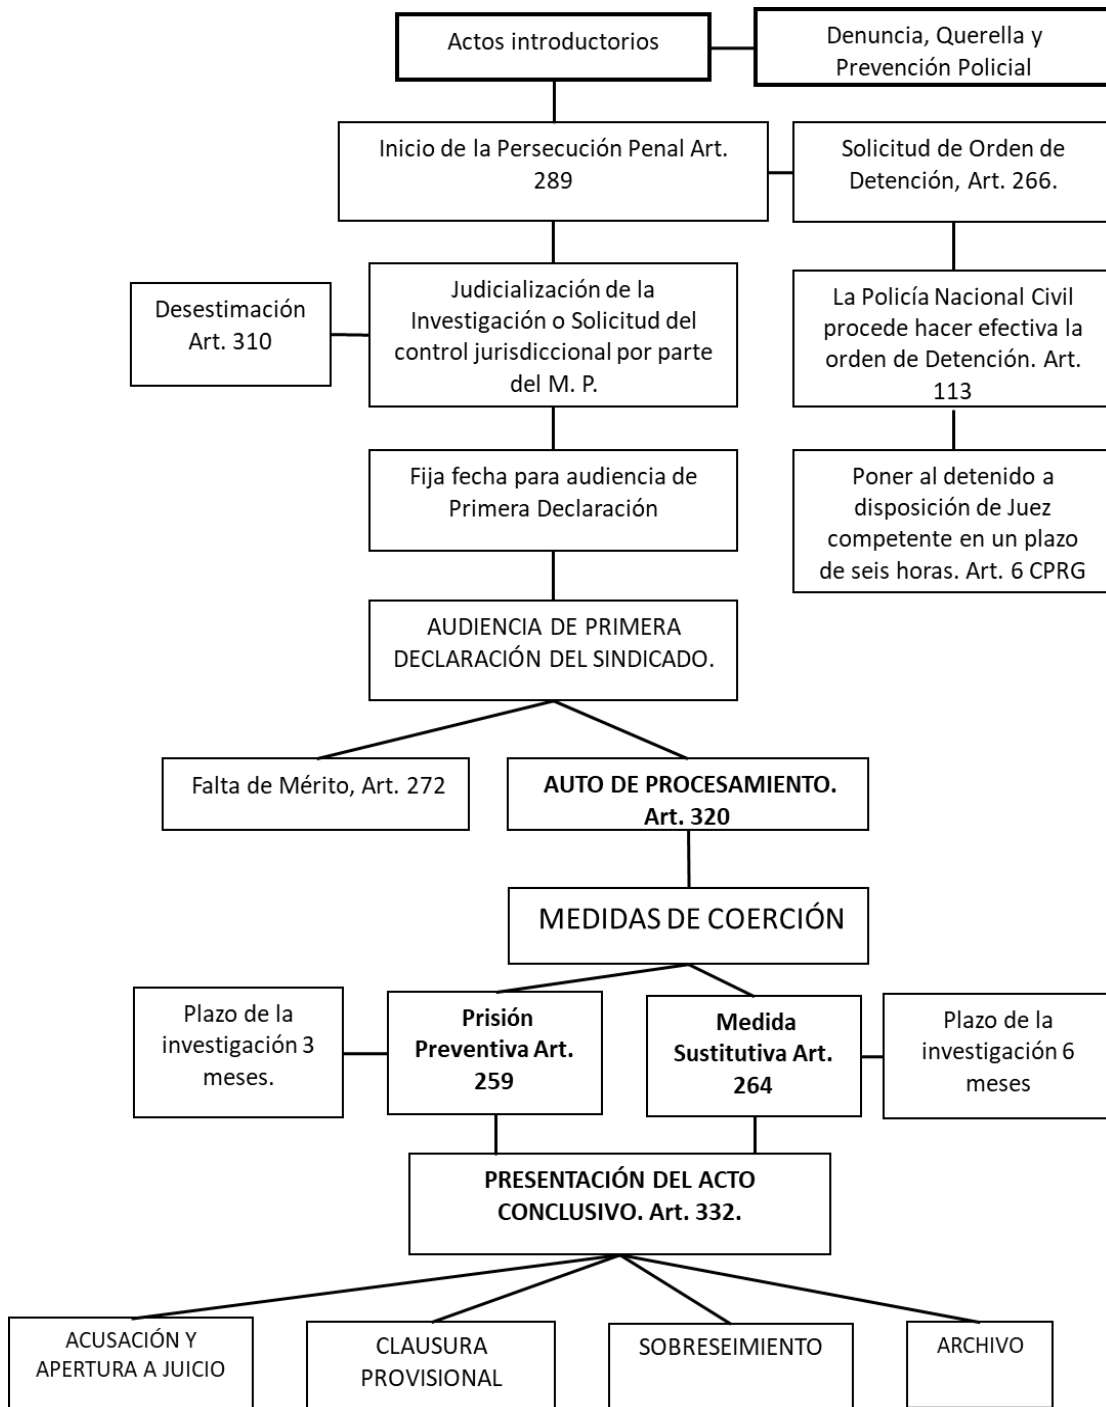 Actos introductorios
Denuncia, Querella y
Prevención Policial
Inicio de la Persecución Penal Art.
289
Solicitud de Orden de
Detención, Art. 266.
Desestimación
Art. 310
Judicialización de la
Investigación o Solicitud del
control jurisdiccional por parte
del M. P.
La Policía Nacional Civil
procede hacer efectiva la
orden de Detención. Art.
113
Fija fecha para audiencia de
Primera Declaración
Poner al detenido a
disposición de Juez
competente en un plazo
de seis horas. Art. 6 CPRG
AUDIENCIA DE PRIMERA
DECLARACIÓN DEL SINDICADO.
Falta de Mérito, Art. 272
AUTO DE PROCESAMIENTO.
Art. 320
MEDIDAS DE COERCIÓN
Plazo de la
investigación 3
meses.
Prisión
Preventiva Art.
259
Medida
Sustitutiva Art.
264
Plazo de la
investigación 6
meses
PRESENTACIÓN DEL ACTO
CONCLUSIVO. Art. 332.
ACUSACIÓN Y
APERTURA A JUICIO
CLAUSURA
PROVISIONAL
SOBRESEIMIENTO
ARCHIVO